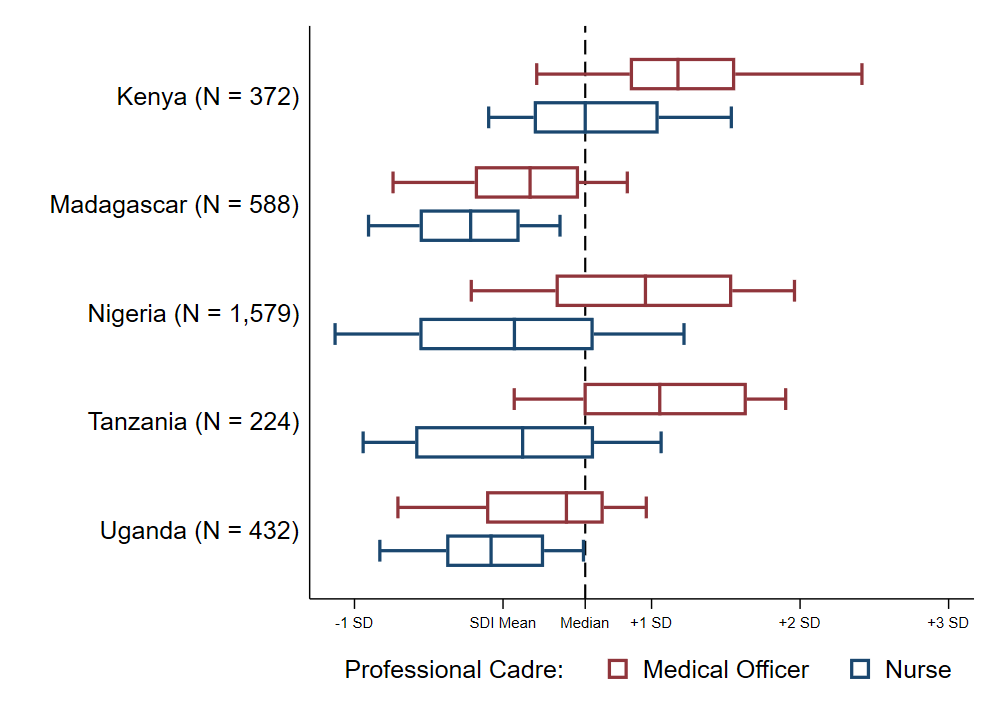 Kenya (N = 372)
Madagascar (N = 588)
Nigeria (N = 1,579)
Tanzania (N = 224)
Uganda (N = 432)
-1 SD SDI Mean Median +1 SD +2 SD +3 SD
Professional Cadre: Medical Officer Nurse